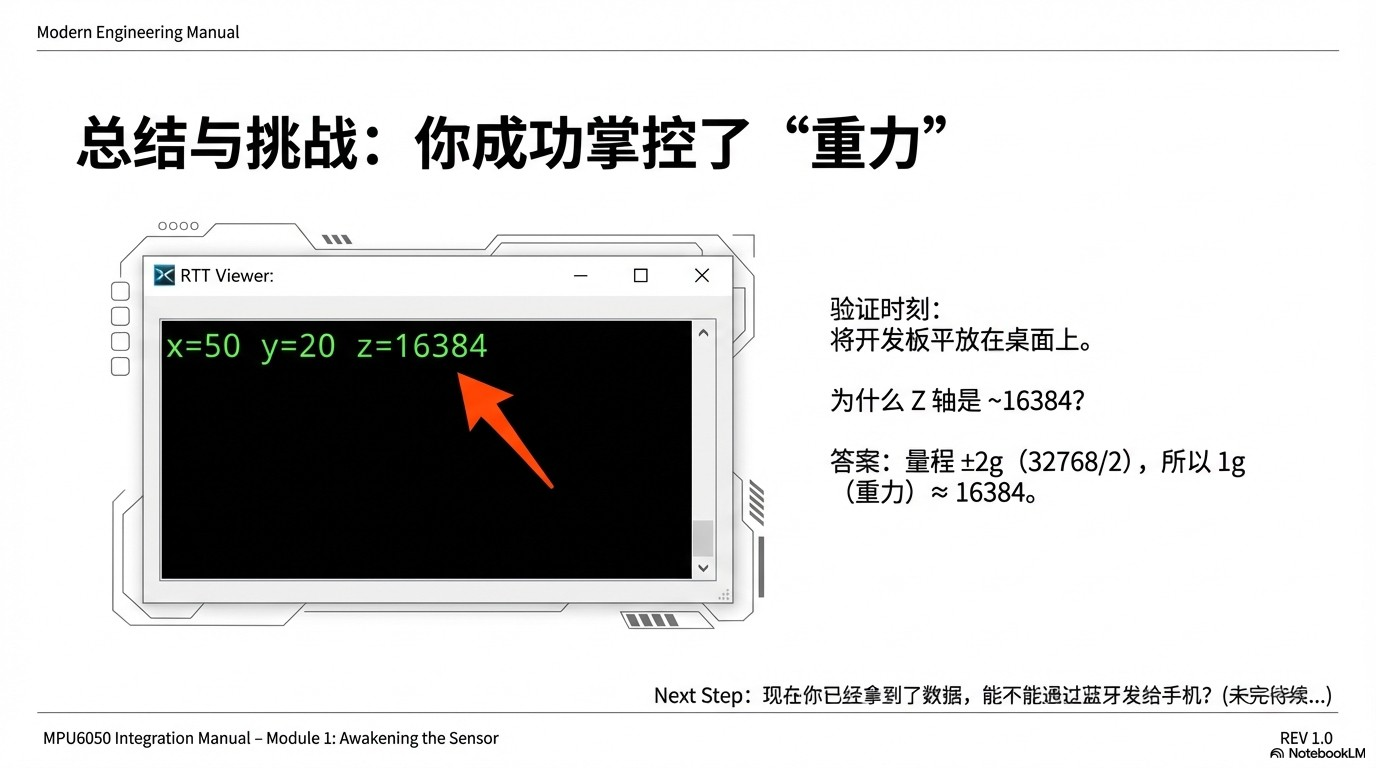 Modern Engineering Manual
总结与挑战：你成功掌控了“重力”
RTT Viewer:
x=50 y=20 z=16384
验证时刻：
将开发板平放在桌面上。
为什么 Z 轴是 ~16384？
答案：量程 ±2g（32768/2），所以 1g
（重力）≈ 16384。
Next Step：现在你已经拿到了数据，能不能通过蓝牙发给手机？(未完待续...)
MPU6050 Integration Manual – Module 1: Awakening the Sensor
REV 1.0
NotebookLM